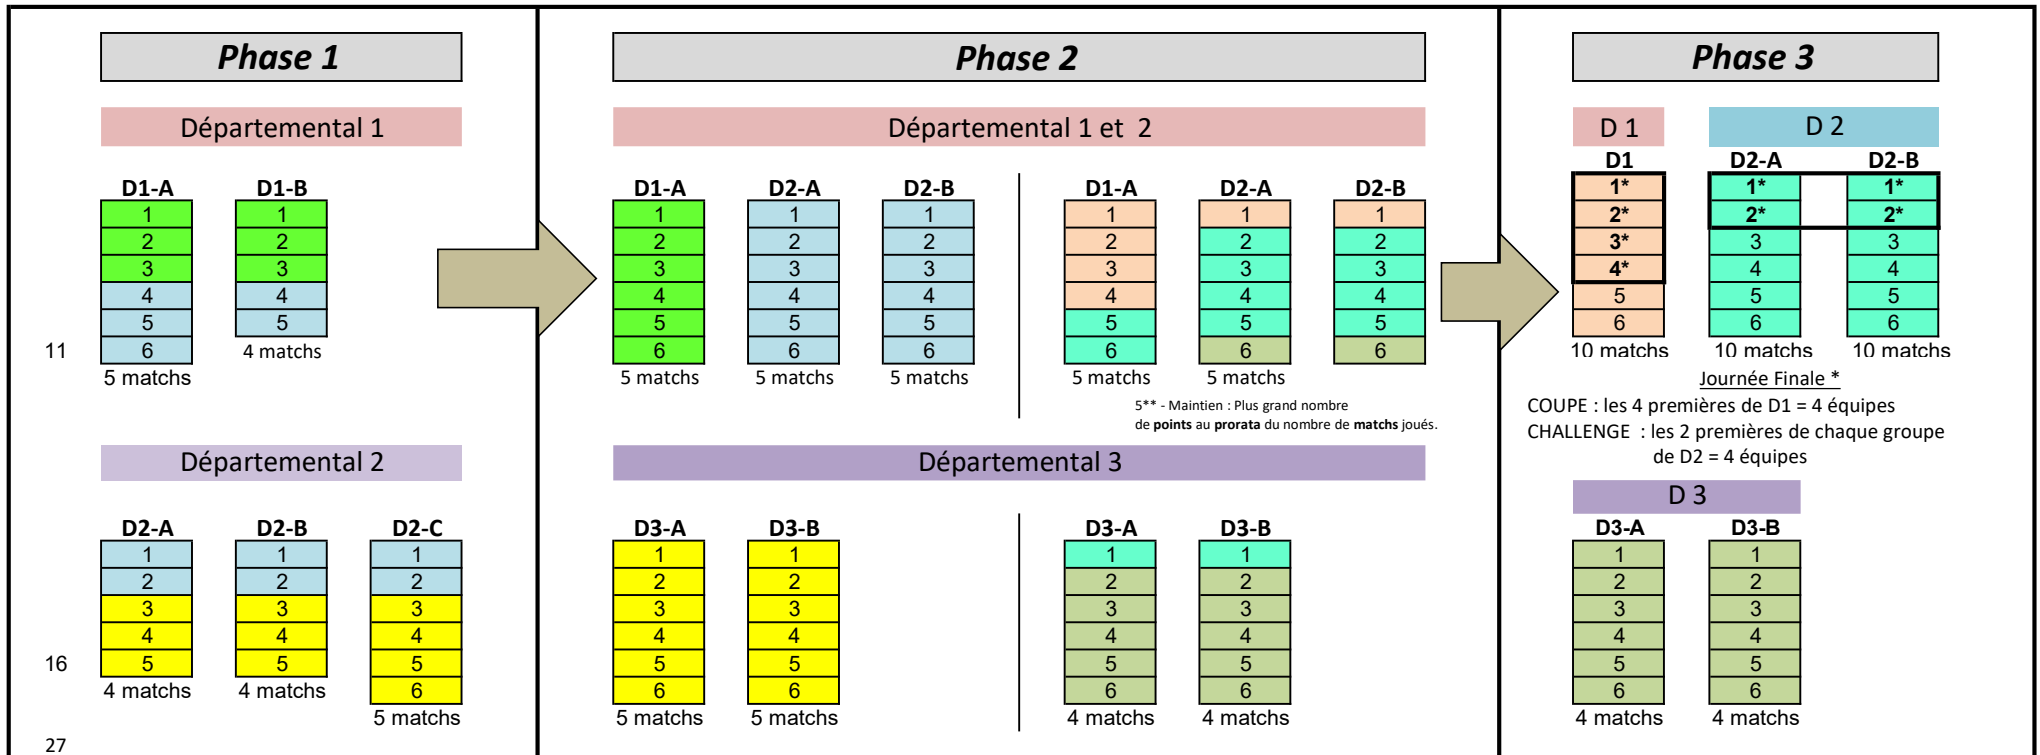 Phase 1
Départemental 1
D1-A D1-B
1 1
2 2
3 3
4 4
5 5
11 6 4 matchs
5 matchs
Départemental 2
D2-A D2-B D2-C
1 1 1
2 2 2
3 3 3
4 4 4
16 5 5 5
4 matchs 4 matchs 6
5 matchs
27
Phase 2
Départemental 1 et 2
D1-A D2-A D2-B D1-A D2-A D2-B
1 1 1 1 1 1
2 2 2 2 2 2
3 3 3 3 3 3
4 4 4 4 4 4
5 5 5 5 5 5
6 6 6 6 6 6
5 matchs 5 matchs 5 matchs 5 matchs 5 matchs
5** - Maintien : Plus grand nombre
de points au prorata du nombre de matchs joués.
Départemental 3
D3-A D3-B D3-A D3-B
1 1 1 1
2 2 2 2
3 3 3 3
4 4 4 4
5 5 5 5
6 6 6 6
5 matchs 5 matchs 4 matchs 4 matchs
Phase 3
D 1 D 2
D1 D2-A D2-B
1* 1* 1*
2* 2* 2*
3* 3 3
4* 4 4
5 5 5
6 6 6
10 matchs 10 matchs 10 matchs
Journée Finale *
COUPE : les 4 premières de D1 = 4 équipes
CHALLENGE : les 2 premières de chaque groupe
de D2 = 4 équipes
D 3
D3-A D3-B
1 1
2 2
3 3
4 4
5 5
6 6
4 matchs 4 matchs